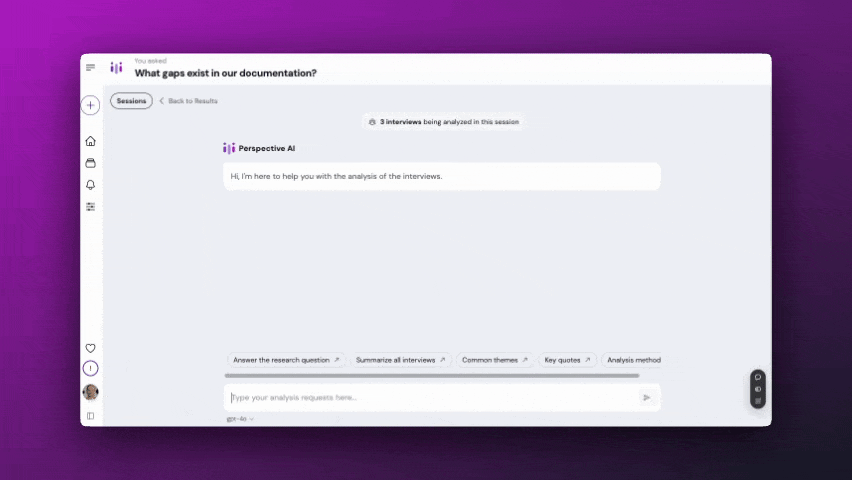 You asked
What gaps exist in our documentation?
Sessions
Back to Results
3 interviews being analyzed in this session
Perspective AI
Hi, I'm here to help you with the analysis of the interviews.
Answer the research question
Summarize all interviews
Common themes
Key quotes
Analysis method
Type your analysis requests here...
gpt-4o